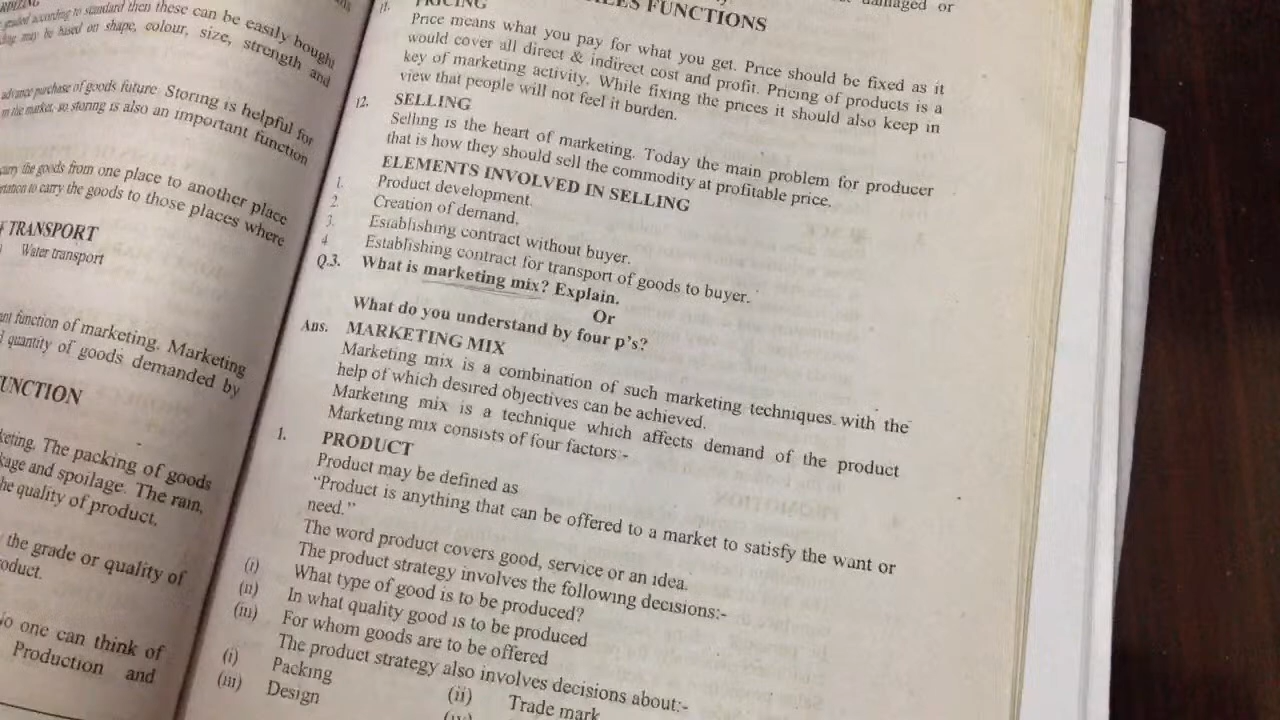 RDIZING
graded according to standard then these can be easily bought
may be based on shape, colour, size, strength and
advance purchase of goods future Storing is helpful for
in the market, so storing is also an important function
carry the goods from one place to another place
to carry the goods to those places where
TRANSPORT
Water transport
function of marketing. Marketing
quantity of goods demanded by
UNCTION
keting. The packing of goods
kage and spoilage. The rain,
he quality of product,
the grade or quality of
oduct.
No one can think of
Production and
damaged or
SALES FUNCTIONS
11. PRICING
Price means what you pay for what you get. Price should be fixed as it
would cover all direct & indirect cost and profit. Pricing of products is a
key of marketing activity. While fixing the prices it should also keep in
view that people will not feel it burden.
12. SELLING
Selling is the heart of marketing. Today the main problem for producer
that is how they should sell the commodity at profitable price.
ELEMENTS INVOLVED IN SELLING
1. Product development.
2. Creation of demand.
3. Establishing contract without buyer.
4. Establishing contract for transport of goods to buyer.
Q.3. What is marketing mix? Explain.
Or
What do you understand by four p's?
Ans. MARKETING MIX
Marketing mix is a combination of such marketing techniques with the
help of which desired objectives can be achieved.
Marketing mix is a technique which affects demand of the product
Marketing mix consists of four factors:-
1. PRODUCT
Product may be defined as
"Product is anything that can be offered to a market to satisfy the want or
need."
The word product covers good, service or an idea.
The product strategy involves the following decisions:-
(i) What type of good is to be produced?
(ii) In what quality good is to be produced
(iii) For whom goods are to be offered
The product strategy also involves decisions about:-
(i) Packing (ii) Trade mark
(iii) Design (iv)